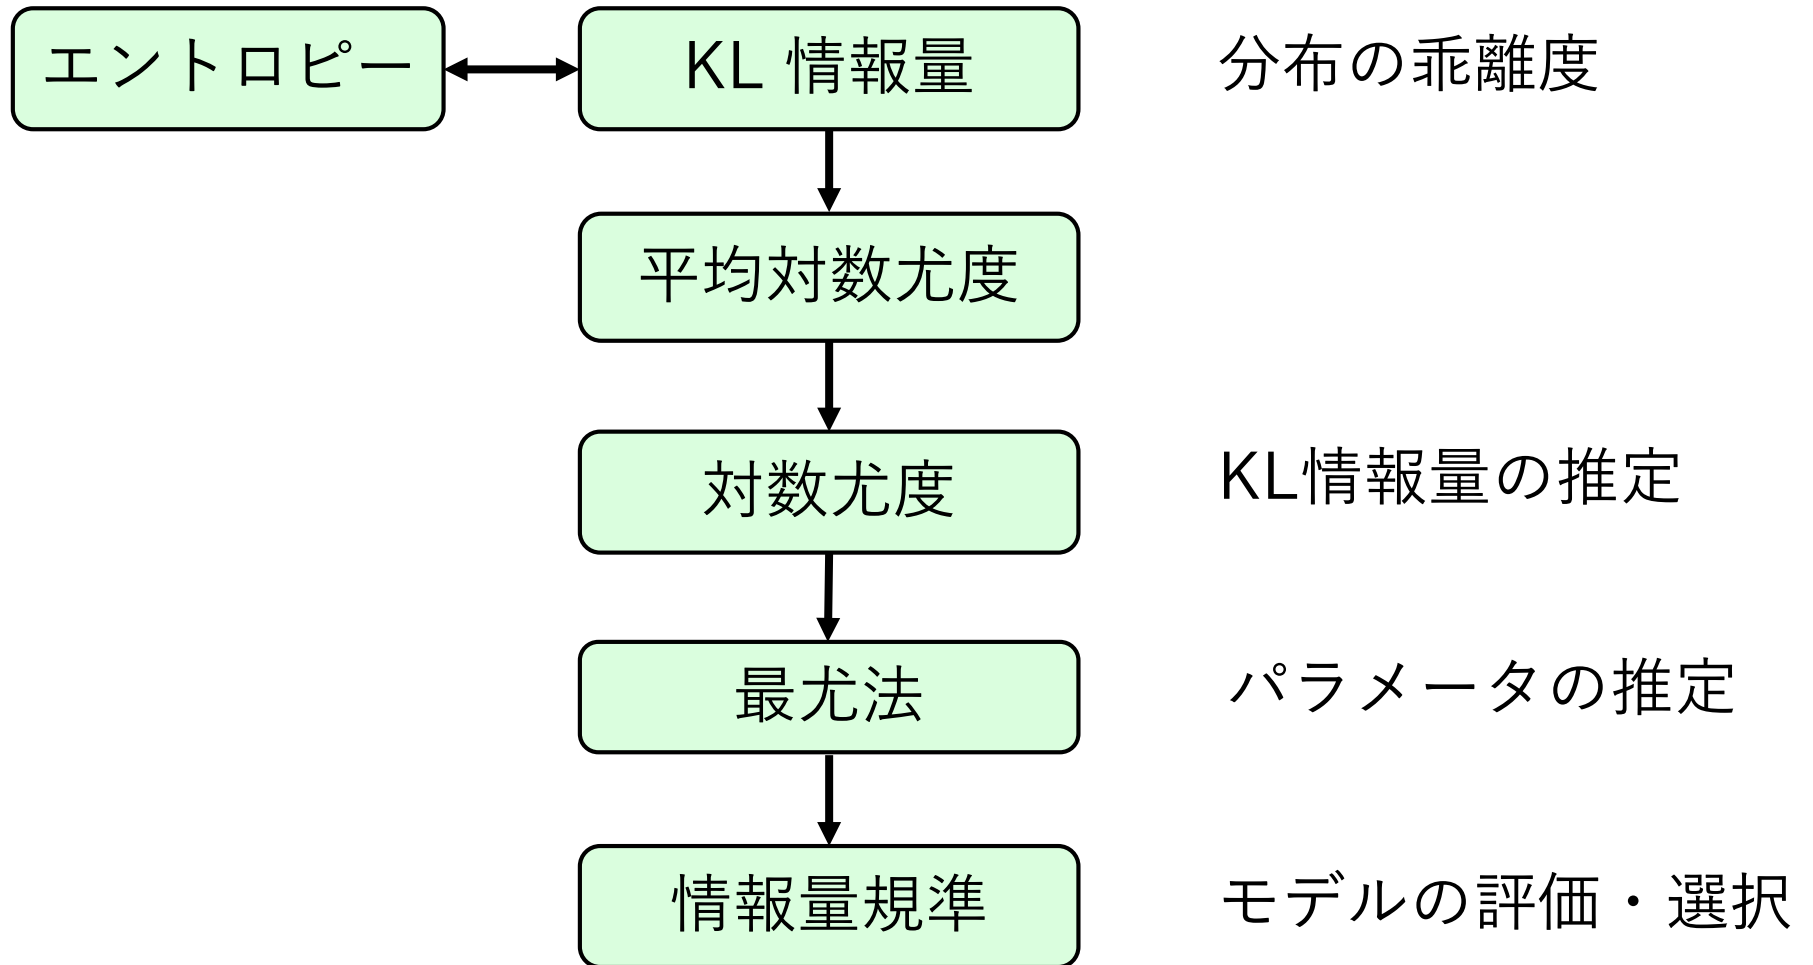 エントロピー
KL 情報量
分布の乖離度
平均対数尤度
対数尤度
KL情報量の推定
最尤法
パラメータの推定
情報量規準
モデルの評価・選択